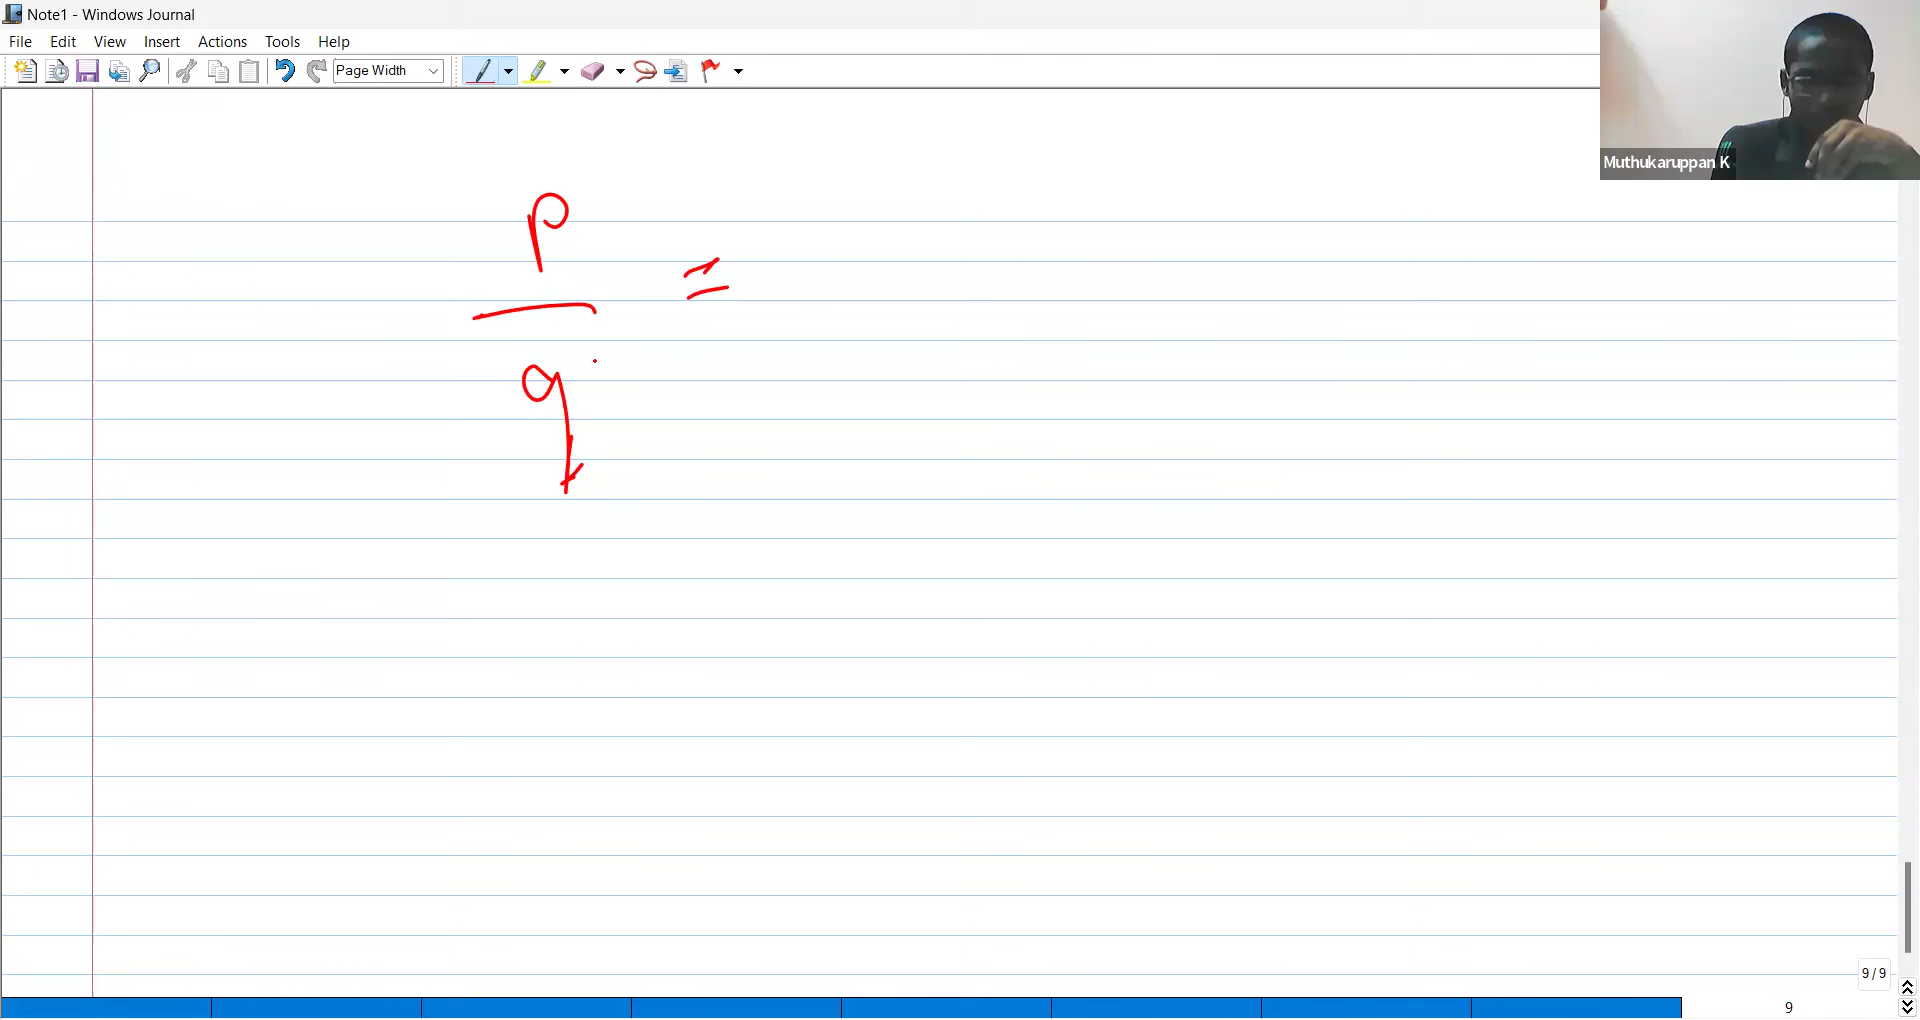 Note1 - Windows Journal
File Edit View Insert Actions Tools Help
Page Width
Muthukaruppan K
p
=
q
9 / 9
9